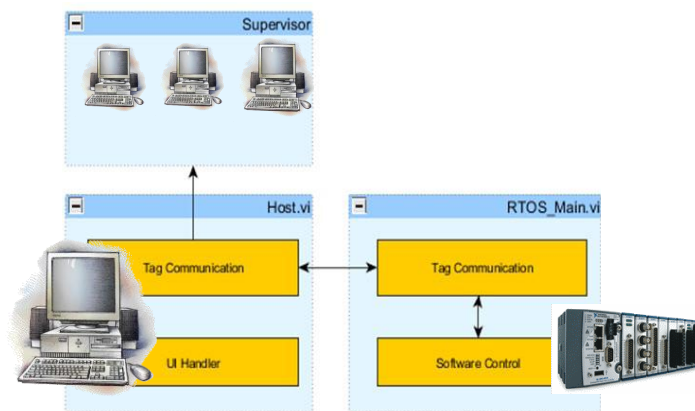 Supervisor
Host.vi
RTOS_Main.vi
Tag Communication
Tag Communication
UI Handler
Software Control